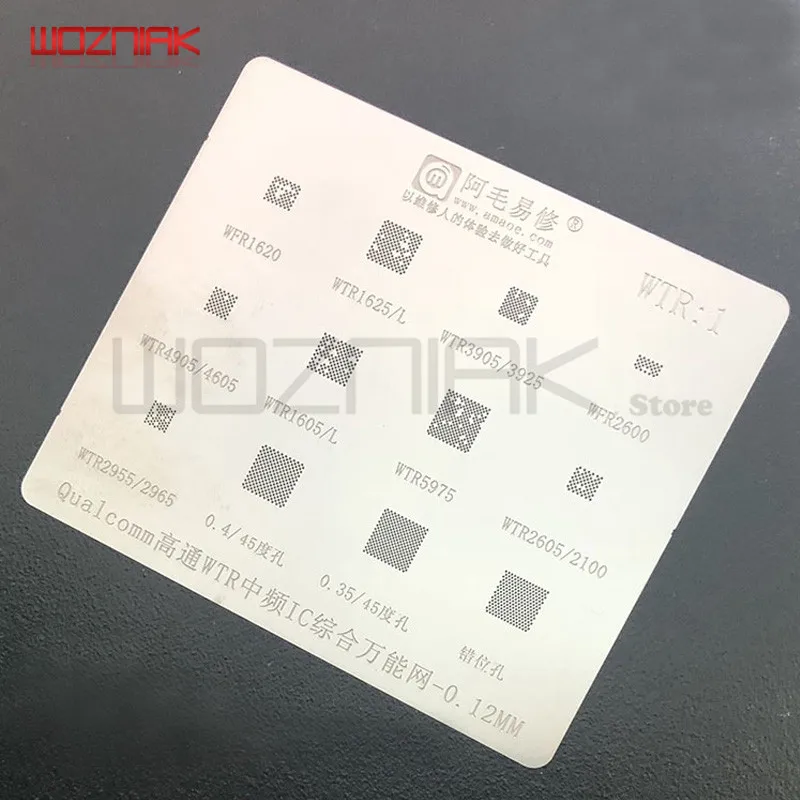 WOZNIAK
阿毛易修®
www.amaoe.com
以维修人的体验去做好工具
WTR:1
WFR1620
WTR1625/L
WTR3905/3925
WFR2600
WTR4905/4605
WTR1605/L
WTR5975
WTR2605/2100
WTR2955/2965
0.4/45度孔
0.35/45度孔
错位孔
Qualcomm高通WTR中频IC综合万能网-0.12MM
WOZNIAK Store